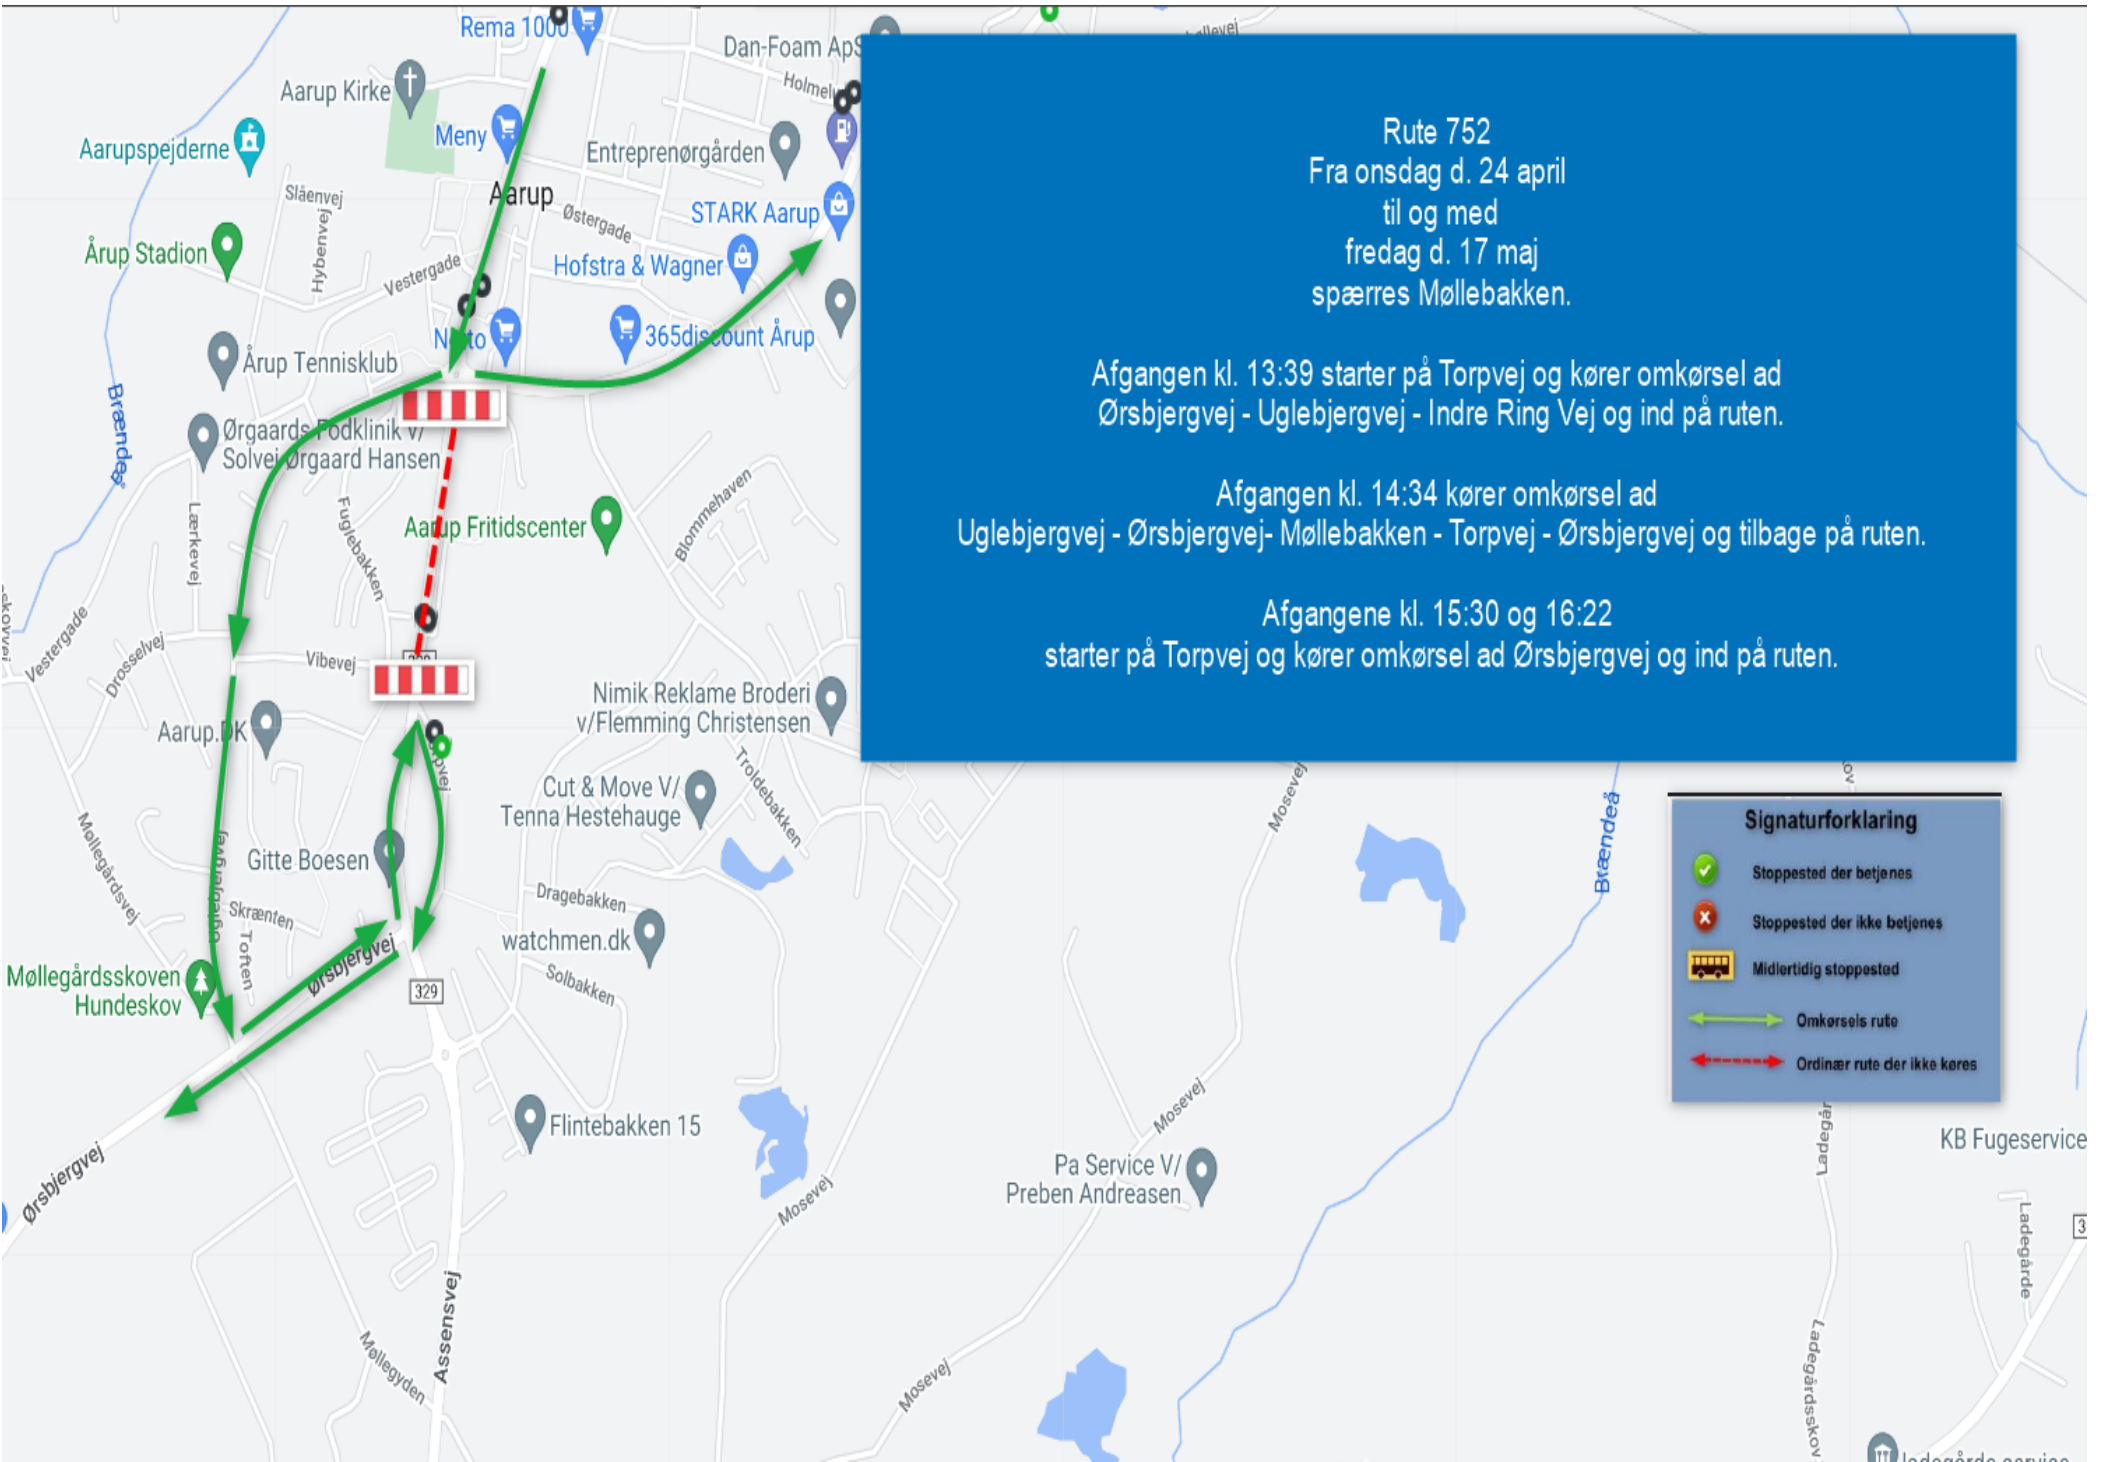 Rema 1000
Dan-Foam ApS
Aarup Kirke
Meny
Aarupspejderne
Entreprenørgården
Slåenvej
Aarup
Østergade
STARK Aarup
Årup Stadion
Hybenvej
Vestergade
Hofstra & Wagner
365discount Årup
Årup Tennisklub
Ørgaards Fodklinik v/
Solvej Ørgaard Hansen
Lærkevej
Fuglebakken
Aarup Fritidscenter
Blommehaven
Vestergade
Drosselvej
Vibevej
Aarup.DK
Nimik Reklame Broderi
v/Flemming Christensen
Troldebakken
Cut & Move V/
Tenna Hestehauge
Møllegårdsvej
Gitte Boesen
Skrænten
Toften
Dragebakken
watchmen.dk
Solbakken
Møllegårdsskoven
Hundeskov
Ørsbjergvej
329
Flintebakken 15
Ørsbjergvej
Assensvej
Møllegyden
Mosevej
Mosevej
Mosevej
Mosevej
Pa Service V/
Preben Andreasen
Brændeå
KB Fugeservice
Ladegårde
Ladegårdsskov
Rute 752
Fra onsdag d. 24 april
til og med
fredag d. 17 maj
spærres Møllebakken.
Afgangen kl. 13:39 starter på Torpvej og kører omkørsel ad
Ørsbjergvej - Uglebjergvej - Indre Ring Vej og ind på ruten.
Afgangen kl. 14:34 kører omkørsel ad
Uglebjergvej - Ørsbjergvej- Møllebakken - Torpvej - Ørsbjergvej og tilbage på ruten.
Afgangene kl. 15:30 og 16:22
starter på Torpvej og kører omkørsel ad Ørsbjergvej og ind på ruten.
Signaturforklaring
Stoppested der betjenes
Stoppested der ikke betjenes
Midlertidig stoppested
Omkørsels rute
Ordinær rute der ikke køres